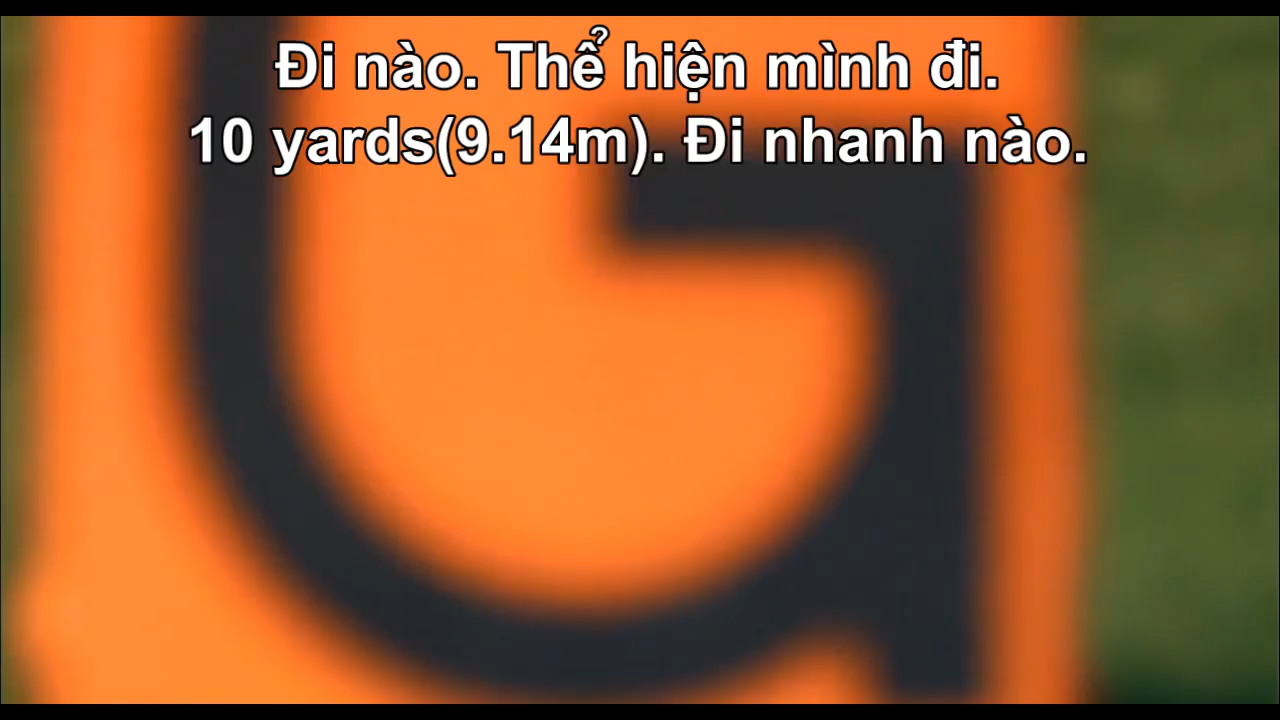 Đi nào. Thể hiện mình đi.
10 yards(9.14m). Đi nhanh nào.
G